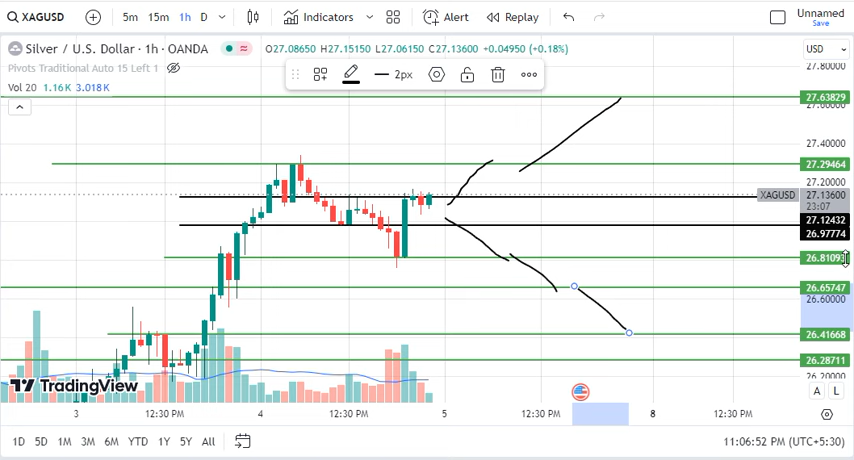 XAGUSD 5m 15m 1h D Indicators Alert Replay Unnamed
Save
Silver / U.S. Dollar · 1h · OANDA O27.08650 H27.15150 L27.06150 C27.13600 +0.04950 (+0.18%) USD
Pivots Traditional Auto 15 Left 1
27.80000
2px
Vol 20 1.16K 3.018K
27.63829
27.60000
27.40000
27.29464
27.20000
XAGUSD 27.13600
23:07
27.12432
26.97774
26.81093
26.65747
26.60000
26.41668
26.28711
26.20000
TradingView
A L
3 12:30 PM 4 12:30 PM 5 12:30 PM 8 12:30 PM
1D 5D 1M 3M 6M YTD 1Y 5Y All 11:06:52 PM (UTC+5:30)